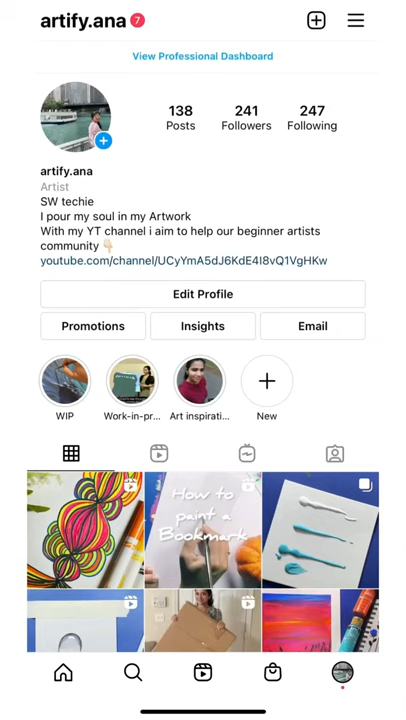 artify.ana 7
View Professional Dashboard
138 241 247
Posts Followers Following
artify.ana
Artist
SW techie
I pour my soul in my Artwork
With my YT channel i aim to help our beginner artists
community 👇🏻
youtube.com/channel/UCyYmA5dJ6KdE4I8vQ1VgHKw
Edit Profile
Promotions Insights Email
WIP Work-in-pr... Art inspirati... New
How to
paint a
Bookmark